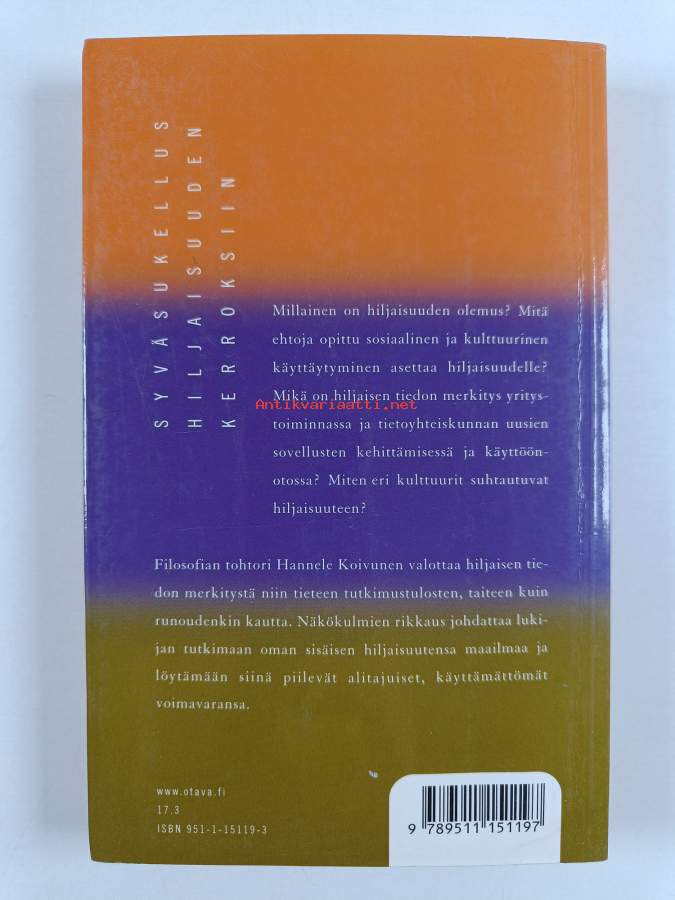 SYVÄSUKELLUS
HILJAISUUDEN
KERROKSIIN
Millainen on hiljaisuuden olemus? Mitä
ehtoja opittu sosiaalinen ja kulttuurinen
käyttäytyminen asettaa hiljaisuudelle?
Mikä on hiljaisen tiedon merkitys yritys-
Antikvariaatti.net
toiminnassa ja tietoyhteiskunnan uusien
sovellusten kehittämisessä ja käyttöön-
otossa? Miten eri kulttuurit suhtautuvat
hiljaisuuteen?
Filosofian tohtori Hannele Koivunen valottaa hiljaisen tie-
don merkitystä niin tieteen tutkimustulosten, taiteen kuin
runoudenkin kautta. Näkökulmien rikkaus johdattaa luki-
jan tutkimaan oman sisäisen hiljaisuutensa maailmaa ja
löytämään siinä piilevät alitajuiset, käyttämättömät
voimavaransa.
www.otava.fi
17.3
ISBN 951-1-15119-3
9 789511 151197